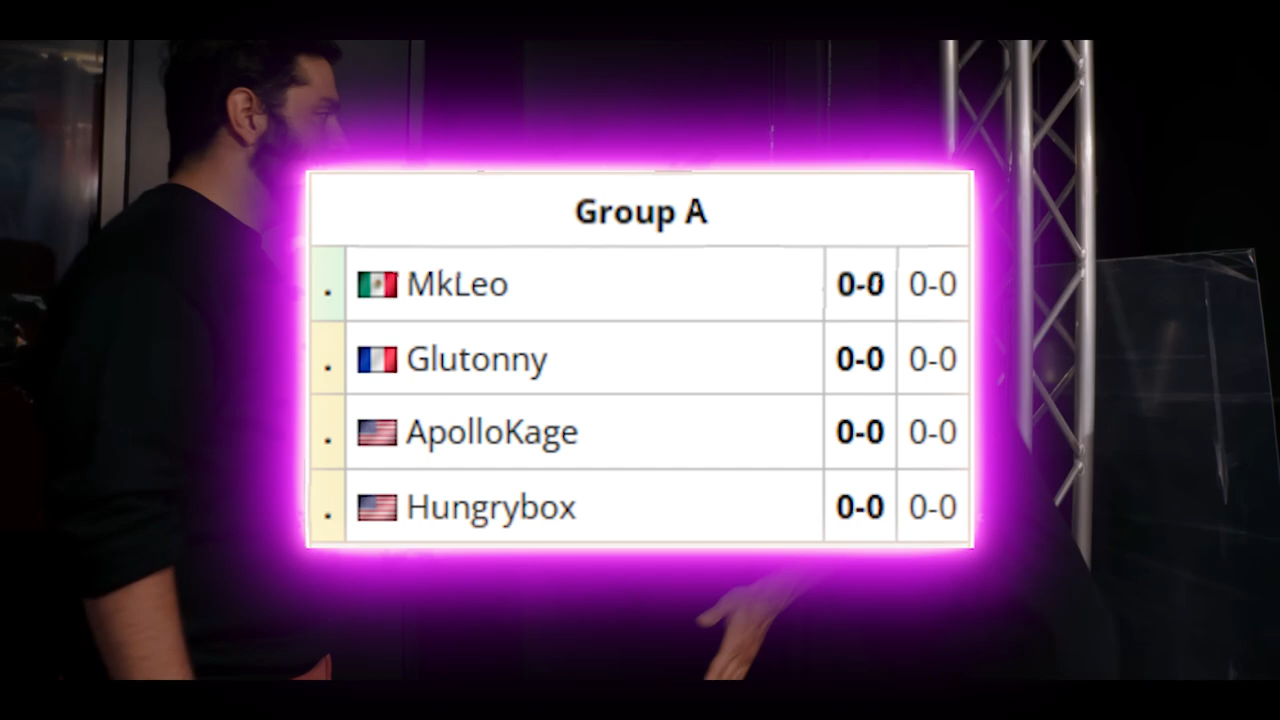 Group A
. MkLeo 0-0 0-0
. Glutonny 0-0 0-0
. ApolloKage 0-0 0-0
. Hungrybox 0-0 0-0